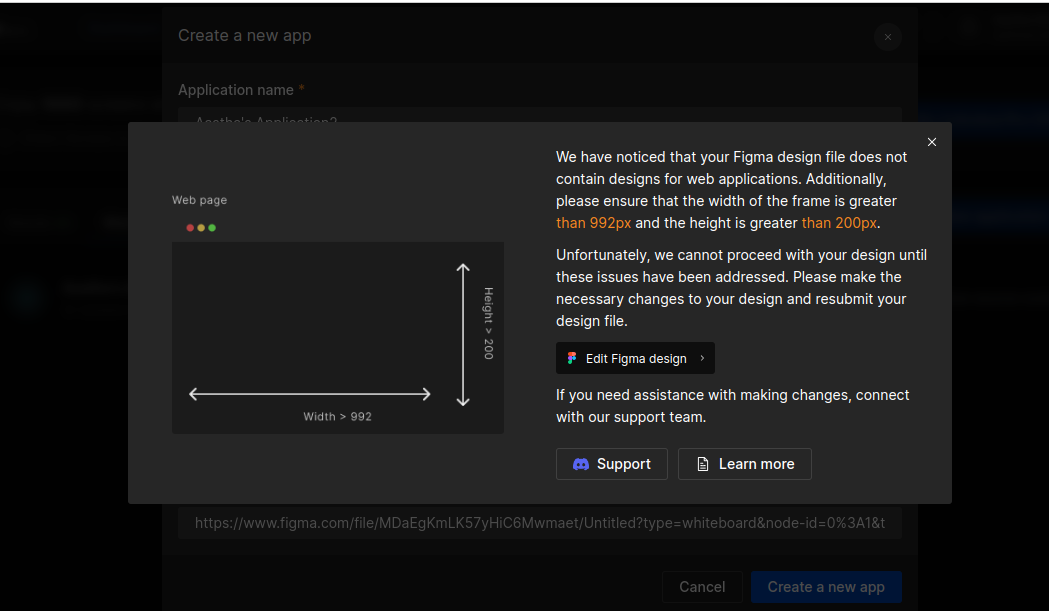 Create a new app
Application name *
Web page
Height > 200
Width > 992
We have noticed that your Figma design file does not
contain designs for web applications. Additionally,
please ensure that the width of the frame is greater
than 992px and the height is greater than 200px.
Unfortunately, we cannot proceed with your design until
these issues have been addressed. Please make the
necessary changes to your design and resubmit your
design file.
Edit Figma design
If you need assistance with making changes, connect
with our support team.
Support
Learn more
https://www.figma.com/file/MDaEgKmLK57yHiC6Mwmaet/Untitled?type=whiteboard&node-id=0%3A1&t
Cancel
Create a new app